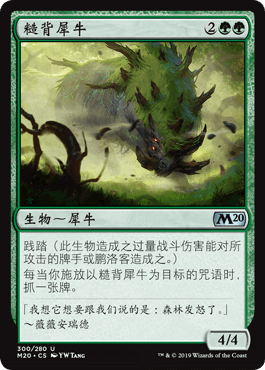 糙背犀牛 2
生物～犀牛 M20
践踏（此生物造成之过量战斗伤害能对所
攻击的牌手或鹏洛客造成。）
每当你施放以糙背犀牛为目标的咒语时，
抓一张牌。
「我想它想要跟我们说的是：森林发怒了。」
～薇薇安瑞德
4/4
300/280 U
M20 • CS YW TANG
™ & © 2019 Wizards of the Coast